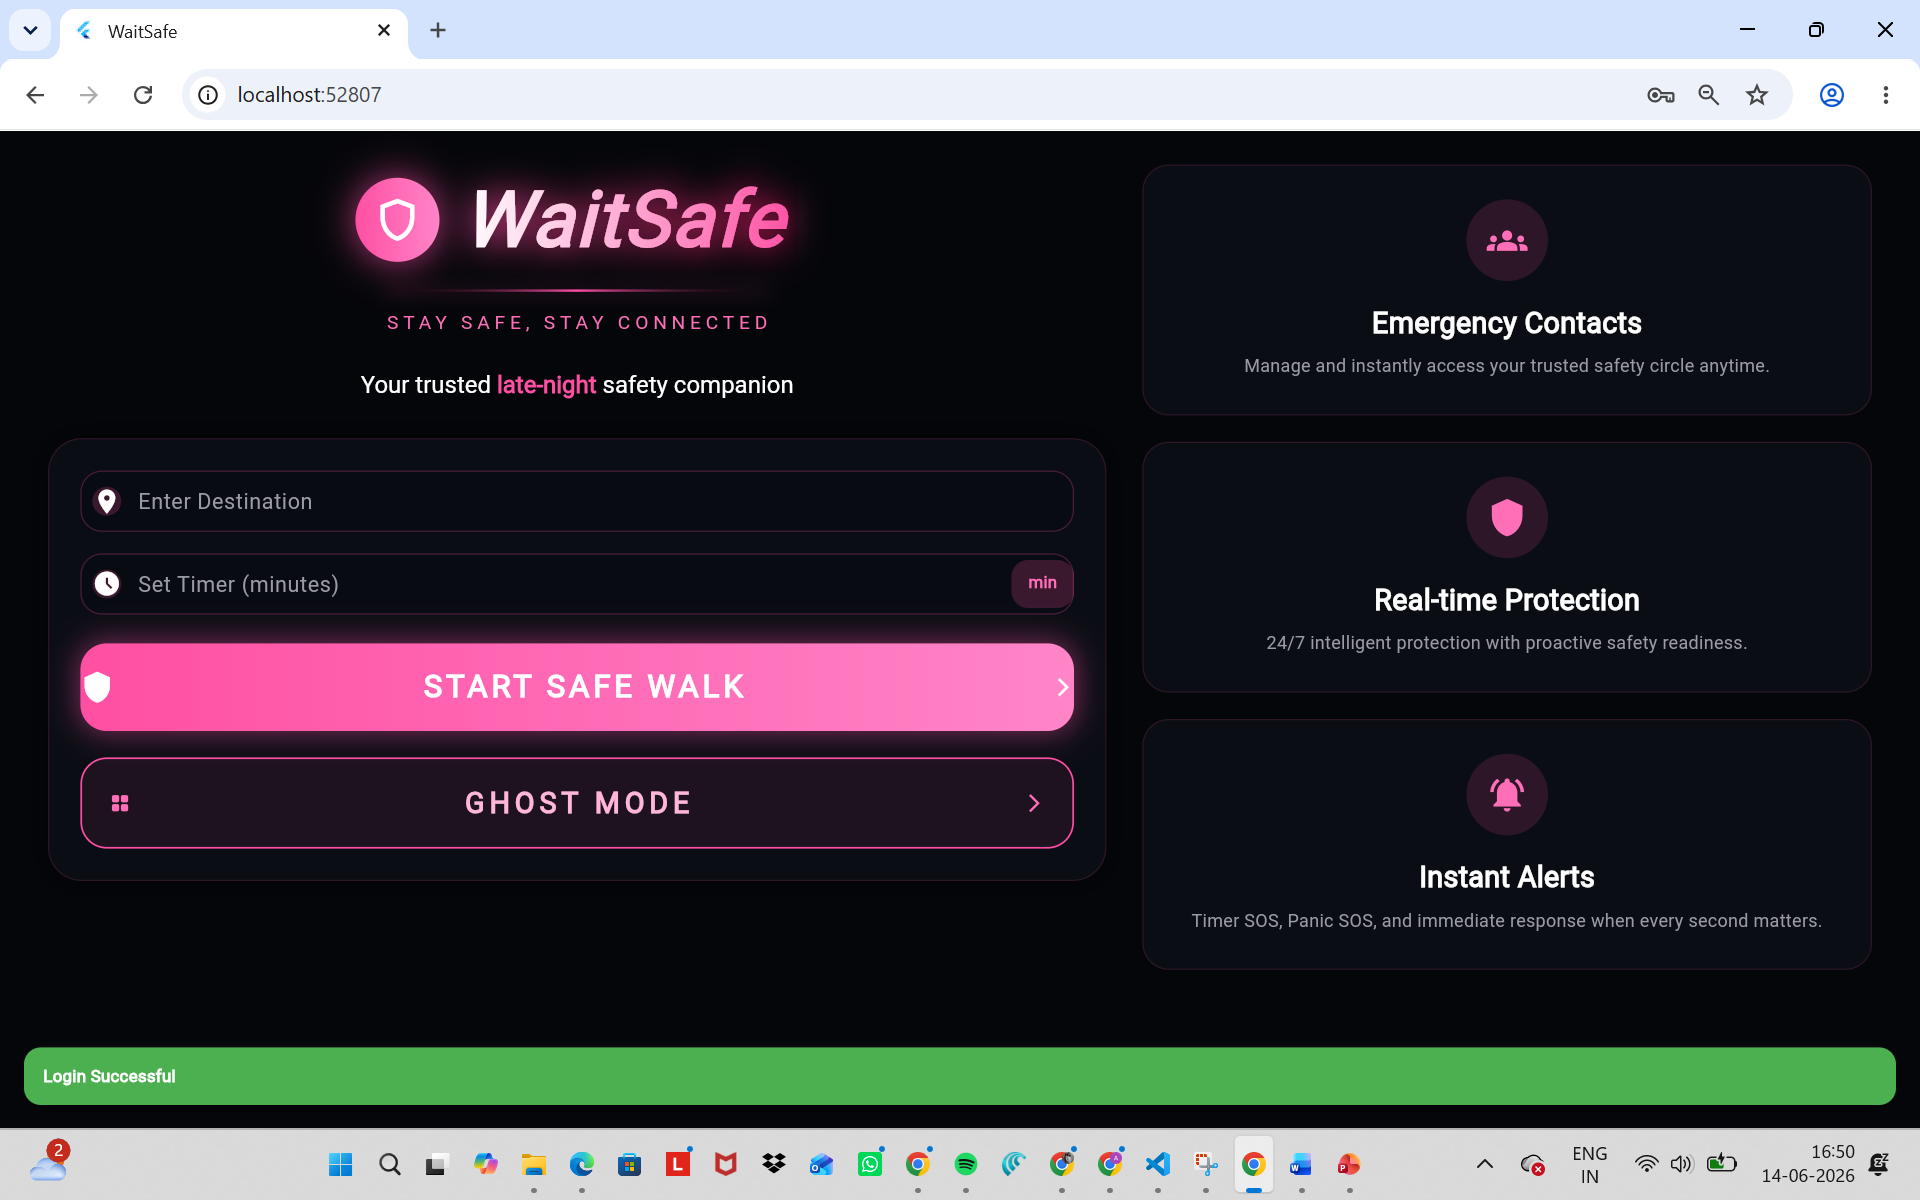 WaitSafe
localhost:52807
WaitSafe
STAY SAFE, STAY CONNECTED
Your trusted late-night safety companion
Enter Destination
Set Timer (minutes)
min
START SAFE WALK
GHOST MODE
Emergency Contacts
Manage and instantly access your trusted safety circle anytime.
Real-time Protection
24/7 intelligent protection with proactive safety readiness.
Instant Alerts
Timer SOS, Panic SOS, and immediate response when every second matters.
Login Successful
2
L
ENG
IN
16:50
14-06-2026